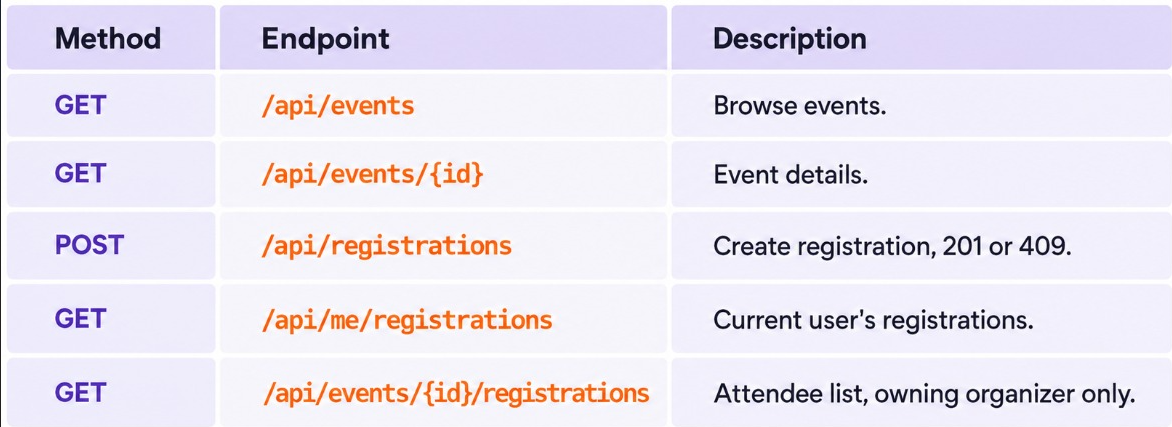 Method Endpoint Description
GET /api/events Browse events.
GET /api/events/{id} Event details.
POST /api/registrations Create registration, 201 or 409.
GET /api/me/registrations Current user's registrations.
GET /api/events/{id}/registrations Attendee list, owning organizer only.